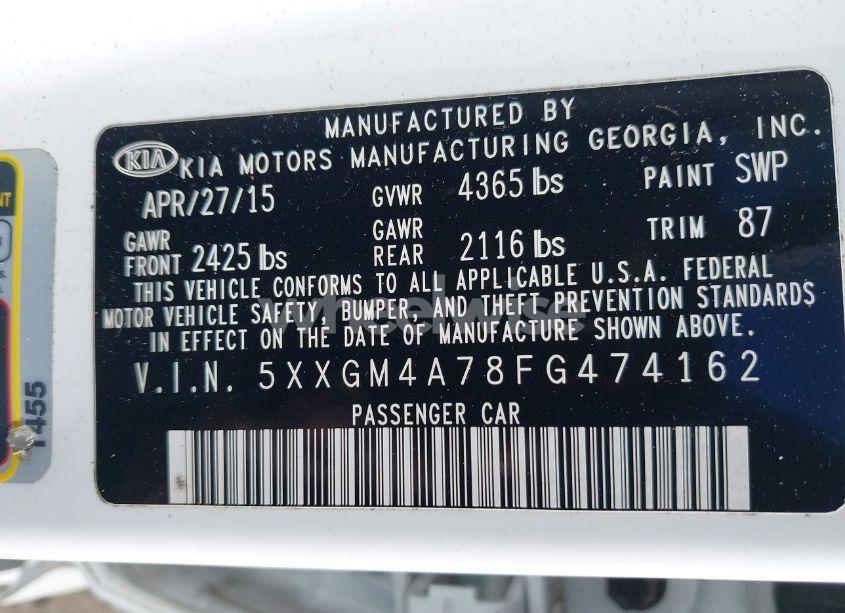 MANUFACTURED BY
KIA KIA MOTORS MANUFACTURING GEORGIA, INC.
APR/27/15 GVWR 4365 lbs PAINT SWP
GAWR FRONT 2425 lbs GAWR REAR 2116 lbs TRIM 87
THIS VEHICLE CONFORMS TO ALL APPLICABLE U.S.A. FEDERAL
MOTOR VEHICLE SAFETY, BUMPER, AND THEFT PREVENTION STANDARDS
IN EFFECT ON THE DATE OF MANUFACTURE SHOWN ABOVE.
V.I.N. 5XXGM4A78FG474162
PASSENGER CAR
wheelwise